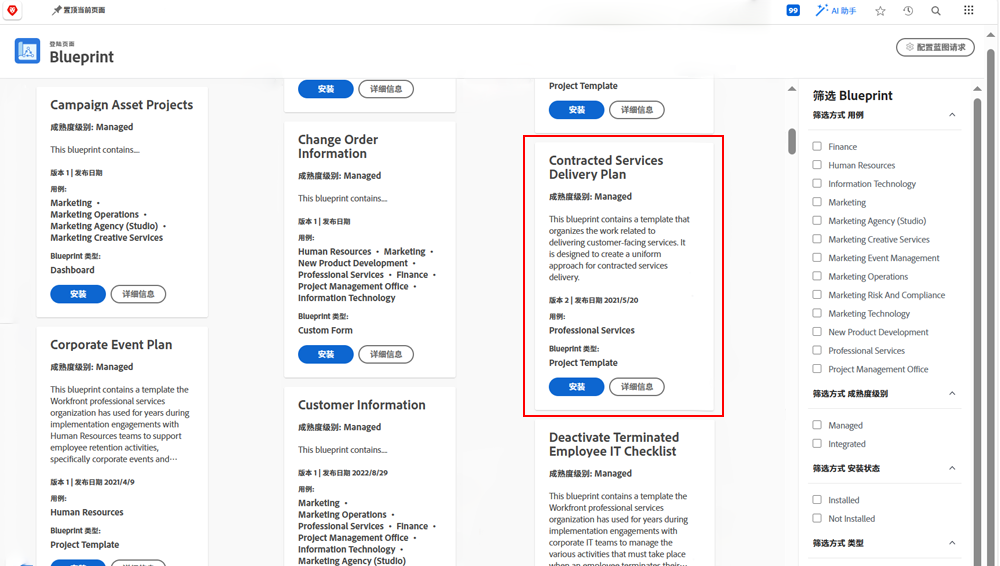 置顶当前页面
99
AI 助手
登陆页面
Blueprint
配置蓝图请求
Campaign Asset Projects
成熟度级别: Managed
This blueprint contains...
版本 1 | 发布日期
用例:
Marketing •
Marketing Operations •
Marketing Agency (Studio) •
Marketing Creative Services
Blueprint 类型:
Dashboard
安装 详细信息
Corporate Event Plan
成熟度级别: Managed
This blueprint contains a template the
Workfront professional services
organization has used for years during
implementation engagements with
Human Resources teams to support
employee retention activities,
specifically corporate events and⋯
版本 1 | 发布日期 2021/4/9
用例:
Human Resources
Blueprint 类型:
Project Template
安装 详细信息
Change Order
Information
成熟度级别: Managed
This blueprint contains...
版本 1 | 发布日期
用例:
Human Resources • Marketing •
New Product Development •
Professional Services • Finance •
Project Management Office •
Information Technology
Blueprint 类型:
Custom Form
安装 详细信息
Customer Information
成熟度级别: Managed
This blueprint contains...
版本 1 | 发布日期 2022/8/29
用例:
Marketing •
Marketing Operations •
Professional Services • Finance •
Project Management Office •
Information Technology •
Marketing Agency (Studio)
Project Template
安装 详细信息
Contracted Services
Delivery Plan
成熟度级别: Managed
This blueprint contains a template that
organizes the work related to
delivering customer-facing services. It
is designed to create a uniform
approach for contracted services
delivery.
版本 2 | 发布日期 2021/5/20
用例:
Professional Services
Blueprint 类型:
Project Template
安装 详细信息
Deactivate Terminated
Employee IT Checklist
成熟度级别: Managed
This blueprint contains a template the
Workfront professional services
organization has used for years during
implementation engagements with
corporate IT teams to manage the
various activities that must take place
when an employee terminates their⋯
筛选 Blueprint
筛选方式 用例
Finance
Human Resources
Information Technology
Marketing
Marketing Agency (Studio)
Marketing Creative Services
Marketing Event Management
Marketing Operations
Marketing Risk And Compliance
Marketing Technology
New Product Development
Professional Services
Project Management Office
筛选方式 成熟度级别
Managed
Integrated
筛选方式 安装状态
Installed
Not Installed
筛选方式 类型